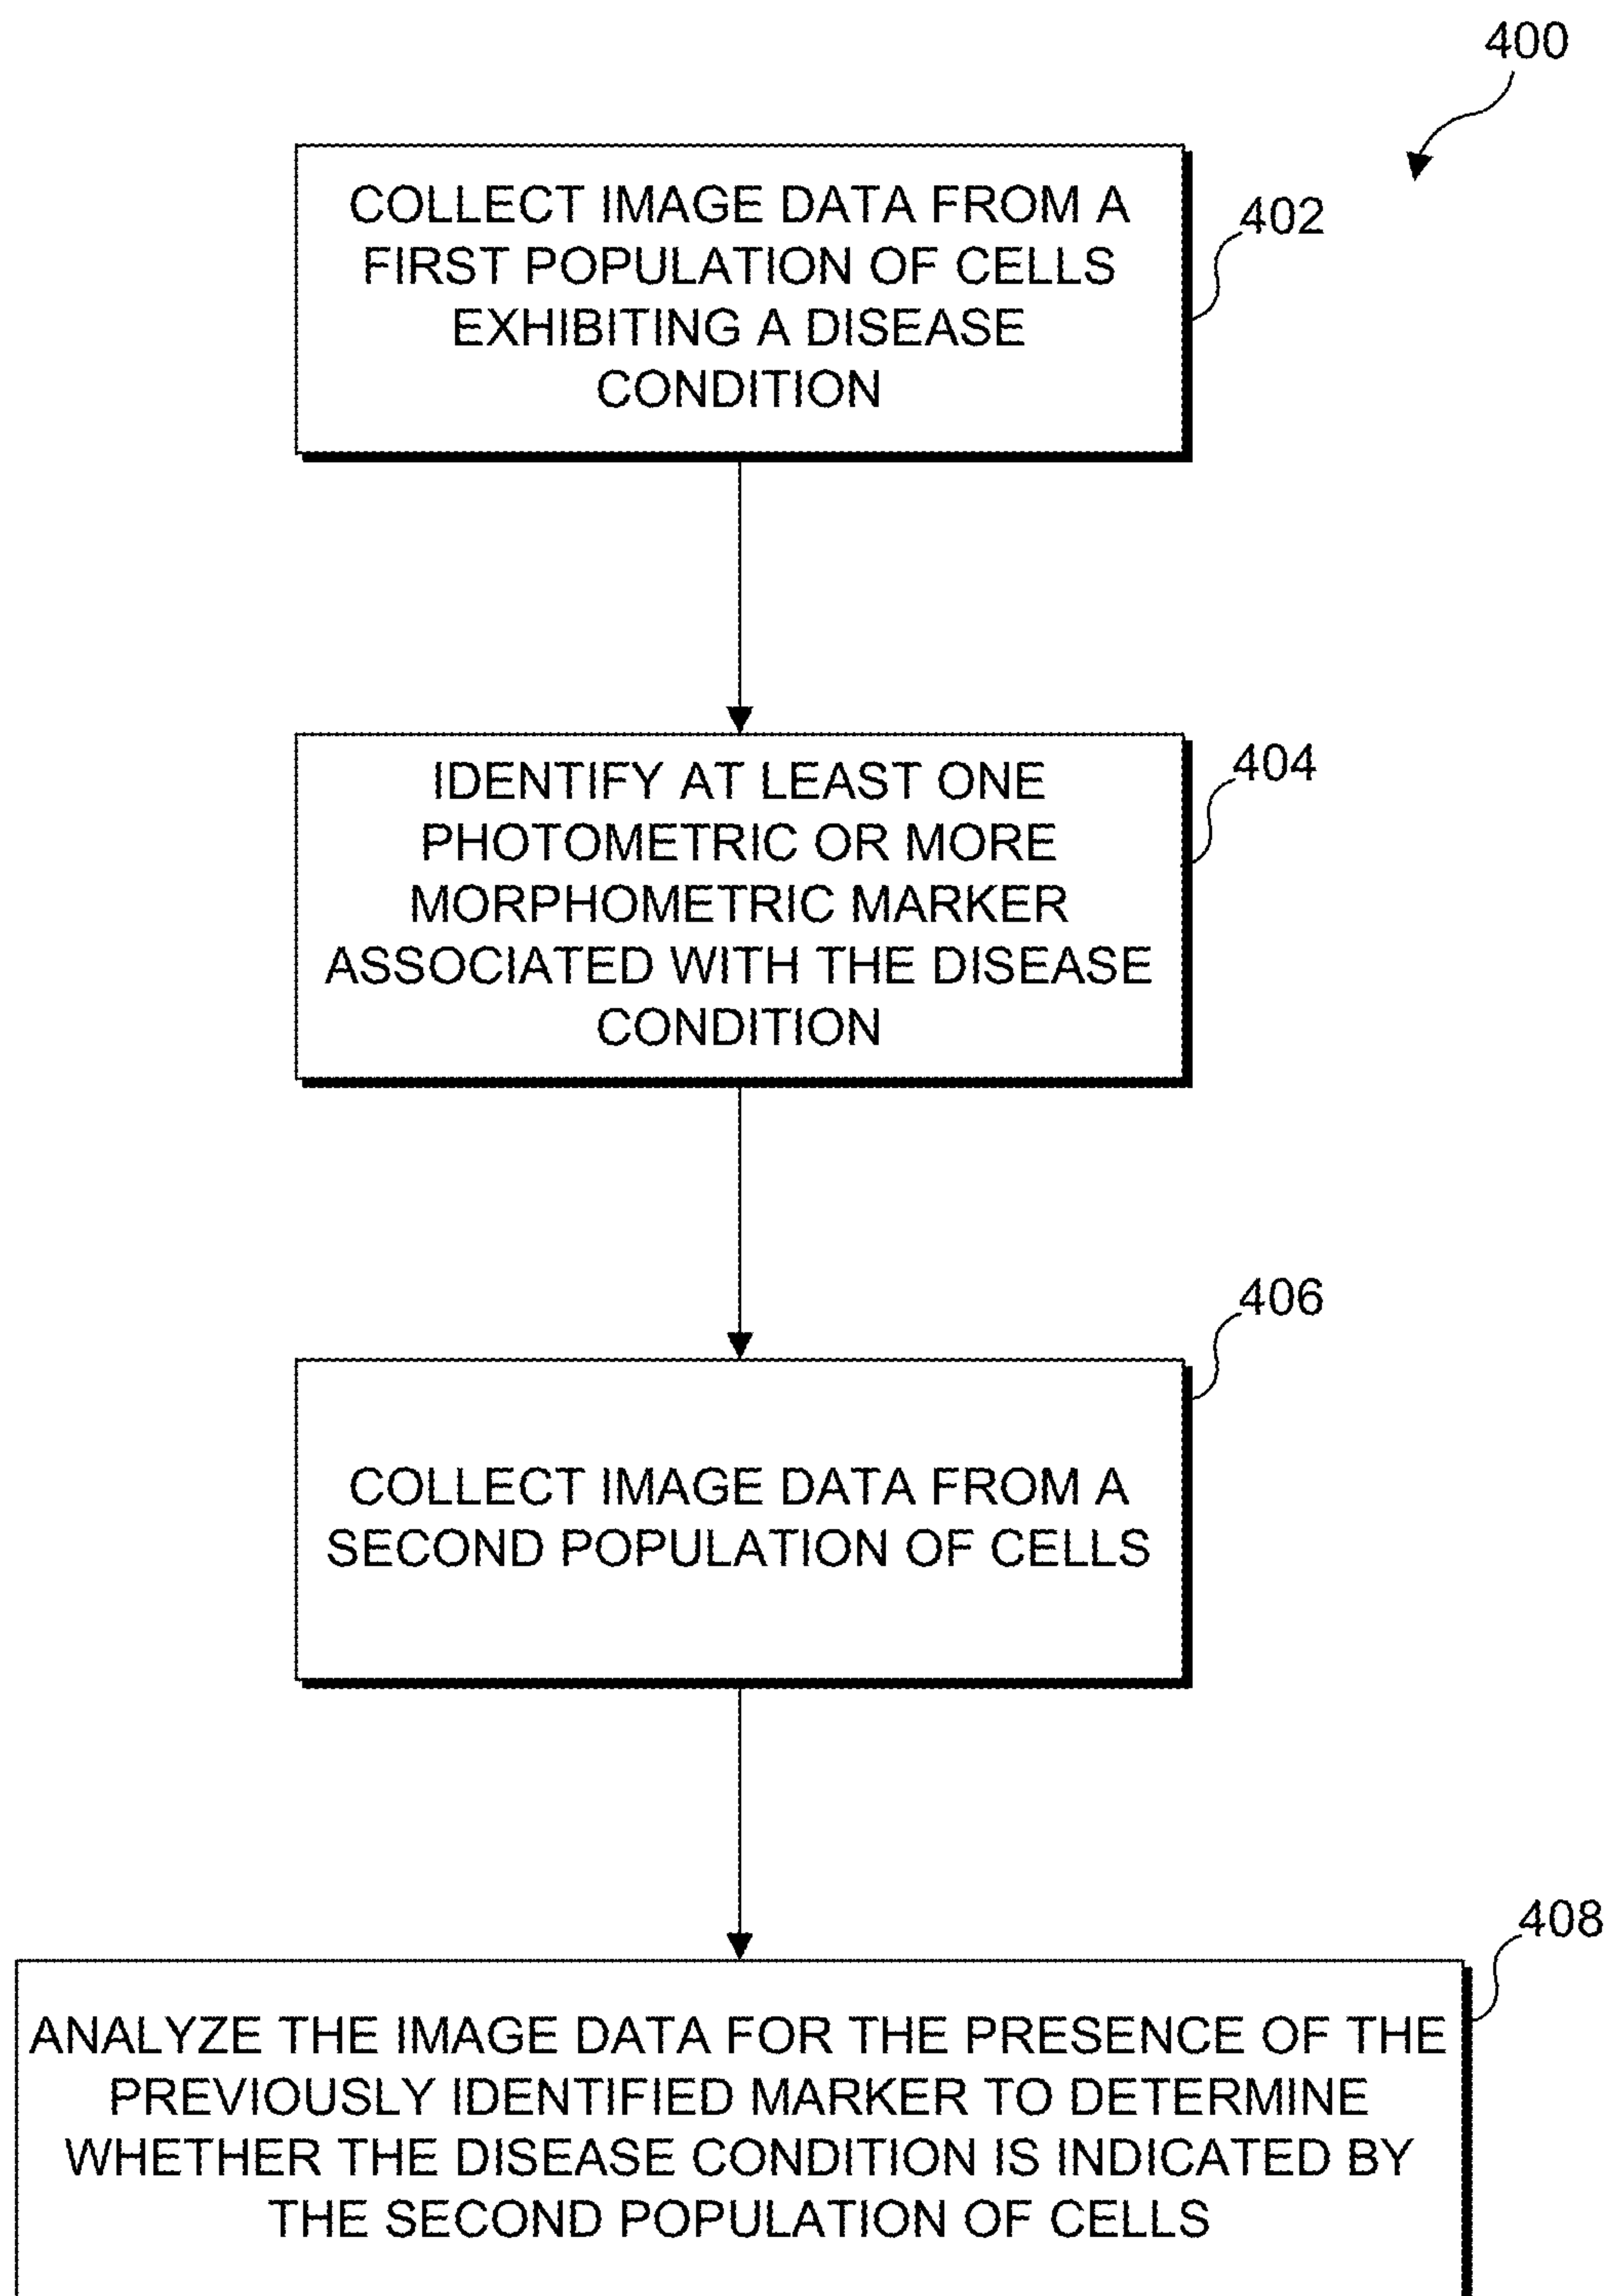 400
COLLECT IMAGE DATA FROM A
FIRST POPULATION OF CELLS
EXHIBITING A DISEASE
CONDITION
402
IDENTIFY AT LEAST ONE
PHOTOMETRIC OR MORE
MORPHOMETRIC MARKER
ASSOCIATED WITH THE DISEASE
CONDITION
404
COLLECT IMAGE DATA FROM A
SECOND POPULATION OF CELLS
406
ANALYZE THE IMAGE DATA FOR THE PRESENCE OF THE
PREVIOUSLY IDENTIFIED MARKER TO DETERMINE
WHETHER THE DISEASE CONDITION IS INDICATED BY
THE SECOND POPULATION OF CELLS
408